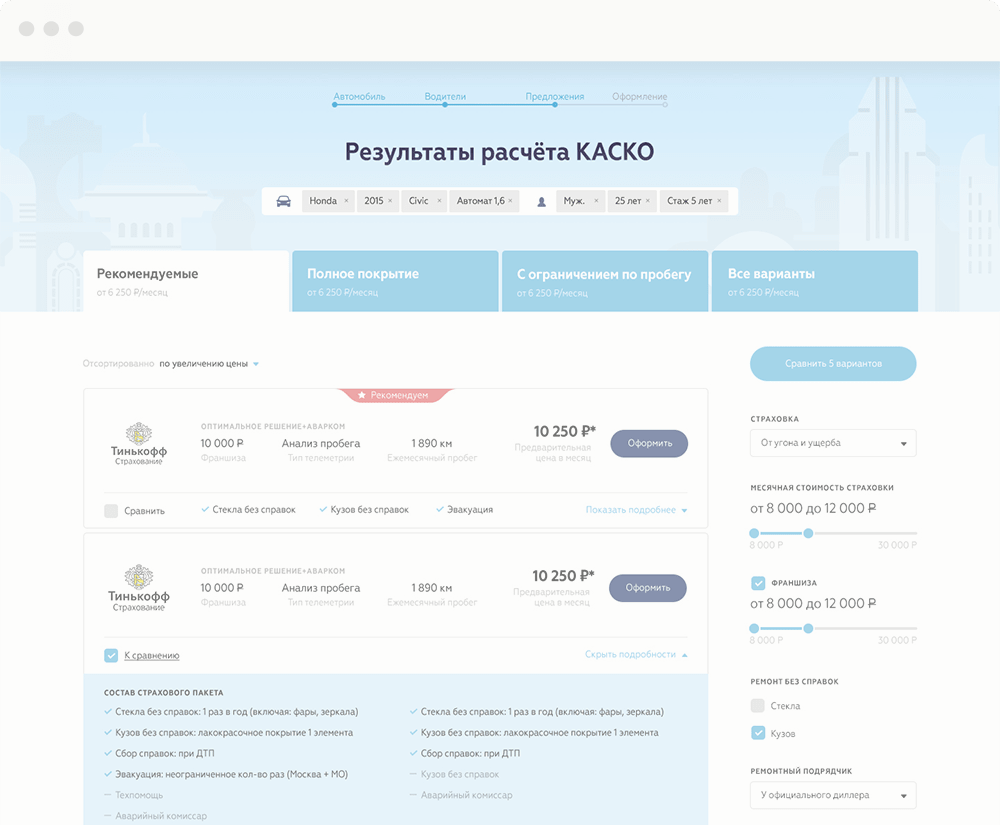 Автомобиль Водители Предложения Оформление
Результаты расчёта КАСКО
Honda × 2015 × Civic × Автомат 1,6 × Муж. × 25 лет × Стаж 5 лет ×
Рекомендуемые Полное покрытие С ограничением по пробегу Все варианты
от 6 250 ₽/месяц от 6 250 ₽/месяц от 6 250 ₽/месяц от 6 250 ₽/месяц
Отсортированно по увеличению цены
Рекомендуем
Тинькофф
Страхование
ОПТИМАЛЬНОЕ РЕШЕНИЕ+АВАРКОМ
10 000 ₽ Анализ пробега 1 890 км
Франшиза Тип телеметрии Ежемесячный пробег
10 250 ₽*
Предварительная
цена в месяц
Оформить
Сравнить Стекла без справок Кузов без справок Эвакуация Показать подробнее
Тинькофф
Страхование
ОПТИМАЛЬНОЕ РЕШЕНИЕ+АВАРКОМ
10 000 ₽ Анализ пробега 1 890 км
Франшиза Тип телеметрии Ежемесячный пробег
10 250 ₽*
Предварительная
цена в месяц
Оформить
К сравнению Скрыть подробности
СОСТАВ СТРАХОВОГО ПАКЕТА
Стекла без справок: 1 раз в год (включая: фары, зеркала)
Кузов без справок: лакокрасочное покрытие 1 элемента
Сбор справок: при ДТП
Эвакуация: неограниченное кол-во раз (Москва + МО)
— Техпомощь
— Аварийный комиссар
Стекла без справок: 1 раз в год (включая: фары, зеркала)
Кузов без справок: лакокрасочное покрытие 1 элемента
Сбор справок: при ДТП
— Кузов без справок
— Аварийный комиссар
Сравнить 5 вариантов
СТРАХОВКА
От угона и ущерба
МЕСЯЧНАЯ СТОИМОСТЬ СТРАХОВКИ
от 8 000 до 12 000 ₽
8 000 ₽ 30 000 ₽
ФРАНШИЗА
от 8 000 до 12 000 ₽
8 000 ₽ 30 000 ₽
РЕМОНТ БЕЗ СПРАВОК
Стекла
Кузов
РЕМОНТНЫЙ ПОДРЯДЧИК
У официального диллера